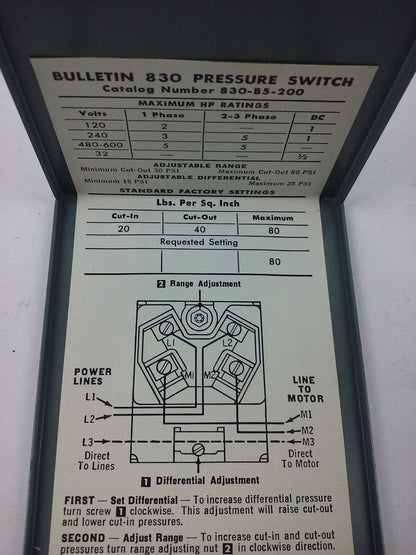 BULLETIN 830 PRESSURE SWITCH
Catalog Number 830-B5-200
MAXIMUM HP RATINGS
Volts 1 Phase 2-3 Phase DC
120 2 — 1
240 3 5 1
480-600 5 5 —
32 — — ½
ADJUSTABLE RANGE
Minimum Cut-Out 30 PSI Maximum Cut-Out 80 PSI
ADJUSTABLE DIFFERENTIAL
Minimum 15 PSI Maximum 25 PSI
STANDARD FACTORY SETTINGS
Lbs. Per Sq. Inch
Cut-In Cut-Out Maximum
20 40 80
Requested Setting
80
2 Range Adjustment
L1 L2
POWER LINES
M1 M2
LINE TO MOTOR
L1
M1
L2
M2
L3 M3
Direct To Lines
Direct To Motor
1 Differential Adjustment
FIRST — Set Differential — To increase differential pressure
turn screw 1 clockwise. This adjustment will raise cut-out
and lower cut-in pressures.
SECOND — Adjust Range — To increase cut-in and cut-out
pressures turn range adjusting nut 2 in clockwise direction.